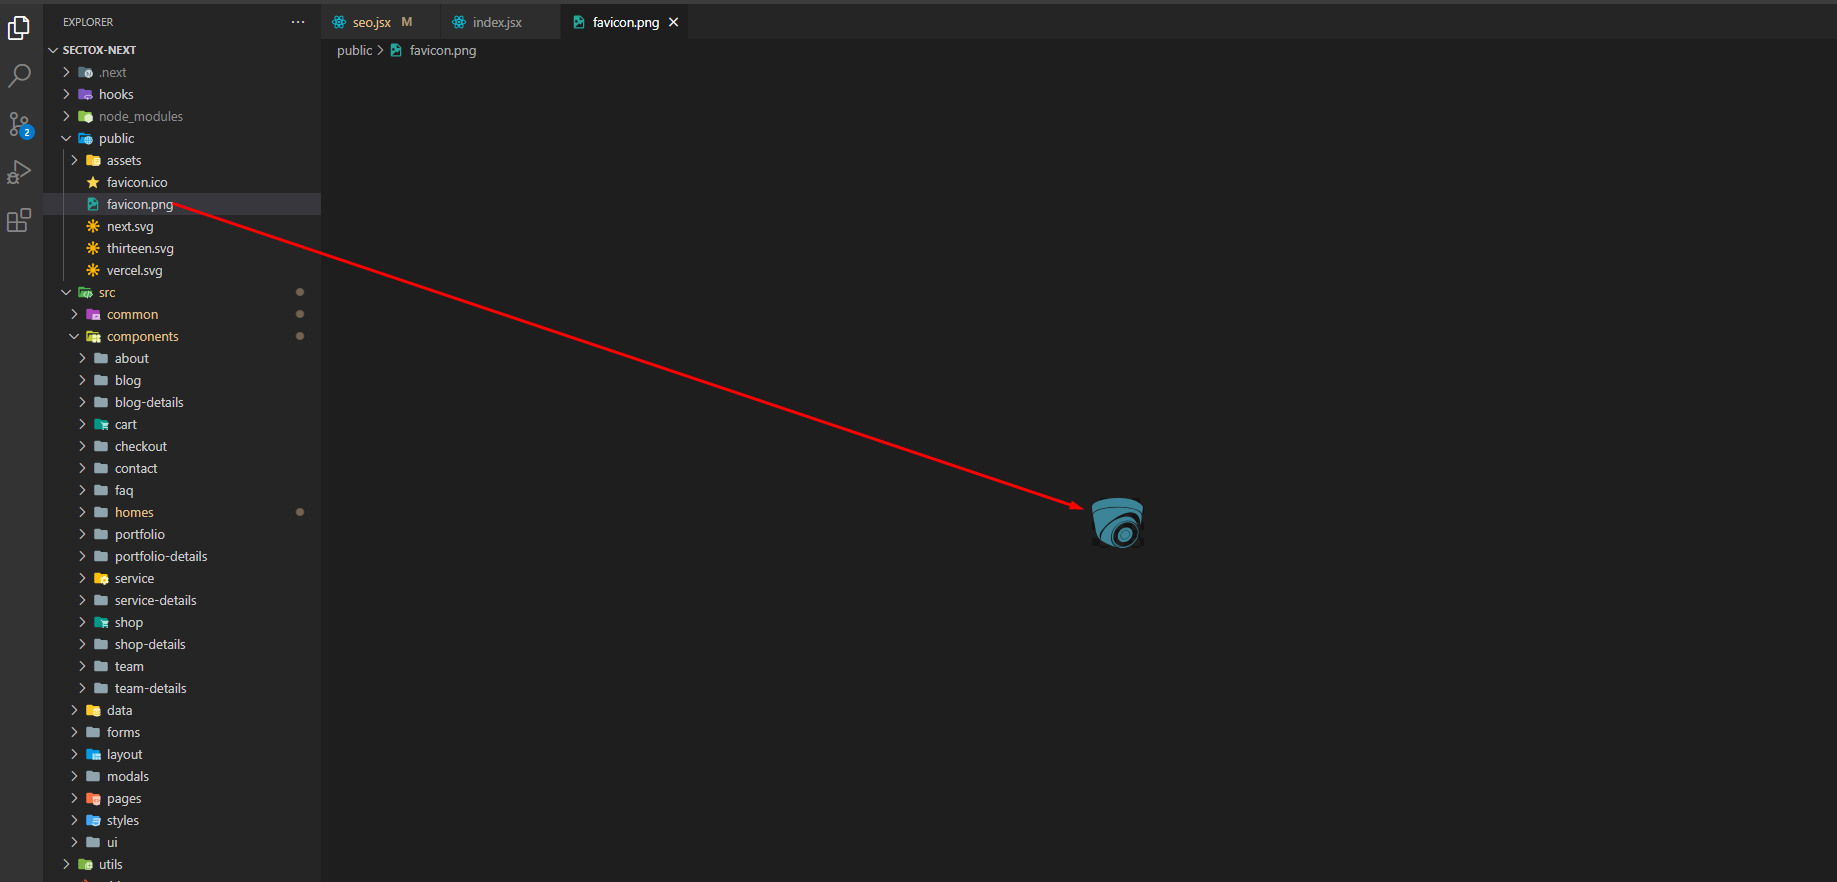 EXPLORER
···
seo.jsx M
index.jsx
favicon.png
SECTOX-NEXT
public > favicon.png
.next
hooks
node_modules
2
public
assets
favicon.ico
favicon.png
next.svg
thirteen.svg
vercel.svg
src
common
components
about
blog
blog-details
cart
checkout
contact
faq
homes
portfolio
portfolio-details
service
service-details
shop
shop-details
team
team-details
data
forms
layout
modals
pages
styles
ui
utils